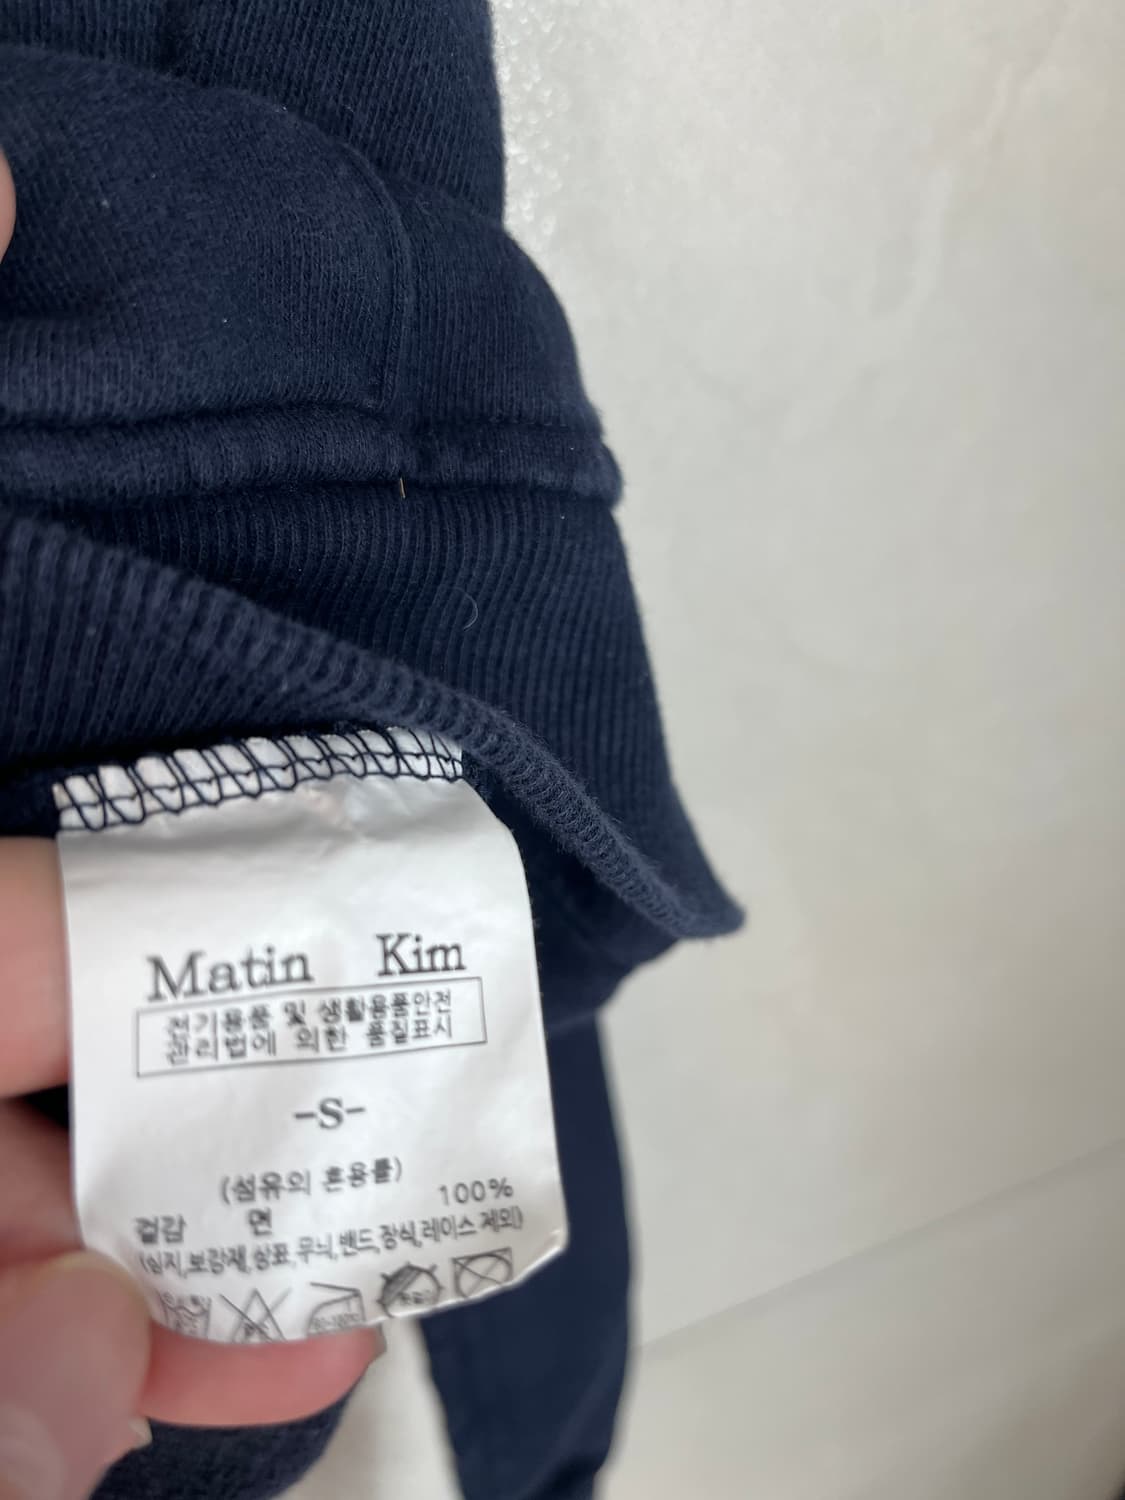 Matin Kim
전기용품 및 생활용품안전
관리법에 의한 품질표시
-S-
(섬유의 혼용률)
겉감 면 100%
(심지,보강재,상표,무늬,밴드,장식,레이스 제외)